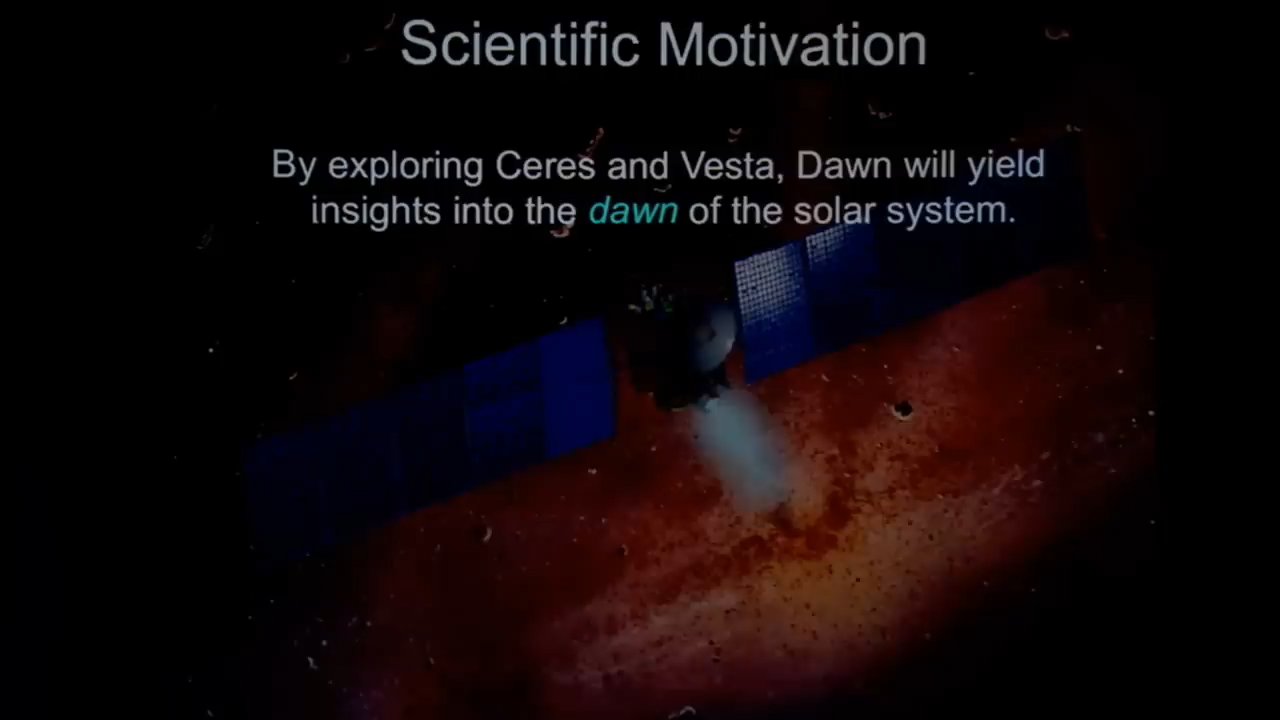 Scientific Motivation
By exploring Ceres and Vesta, Dawn will yield
insights into the dawn of the solar system.